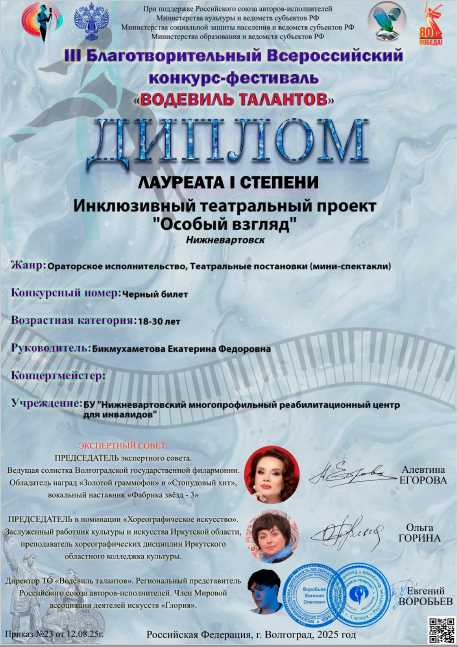 При поддержке Российского союза авторов-исполнителей
Министерства культуры и ведомств субъектов РФ
Министерства социальной защиты населения и ведомств субъектов РФ
Министерства образования и ведомств субъектов РФ
80 ПОБЕДА!
III Благотворительный Всероссийский
конкурс-фестиваль
«ВОДЕВИЛЬ ТАЛАНТОВ»
ДИПЛОМ
ЛАУРЕАТА I СТЕПЕНИ
Инклюзивный театральный проект
"Особый взгляд"
Нижневартовск
Жанр: Ораторское исполнительство, Театральные постановки (мини-спектакли)
Конкурсный номер: Черный билет
Возрастная категория: 18-30 лет
Руководитель: Бикмухаметова Екатерина Федоровна
Концертмейстер:
Учреждение: БУ "Нижневартовский многопрофильный реабилитационный центр
для инвалидов"
ЭКСПЕРТНЫЙ СОВЕТ:
ПРЕДСЕДАТЕЛЬ экспертного совета.
Ведущая солистка Волгоградской государственной филармонии.
Обладатель наград «Золотой граммофон» и «Стопудовый хит»,
вокальный наставник «Фабрика звёзд - 3»
Алевтина
ЕГОРОВА
ПРЕДСЕДАТЕЛЬ в номинации «Хореографическое искусство».
Заслуженный работник культуры и искусства Иркутской области,
преподаватель хореографических дисциплин Иркутского
областного колледжа культуры.
Ольга
ГОРИНА
Директор ТО «Водевиль талантов». Региональный представитель
Российского союза авторов-исполнителей. Член Мировой
ассоциации деятелей искусств «Глория».
Воробьев
Евгений
Евгений
ВОРОБЬЕВ
Приказ №23 от 12.08.25г.
Российская Федерация, г. Волгоград, 2025 год